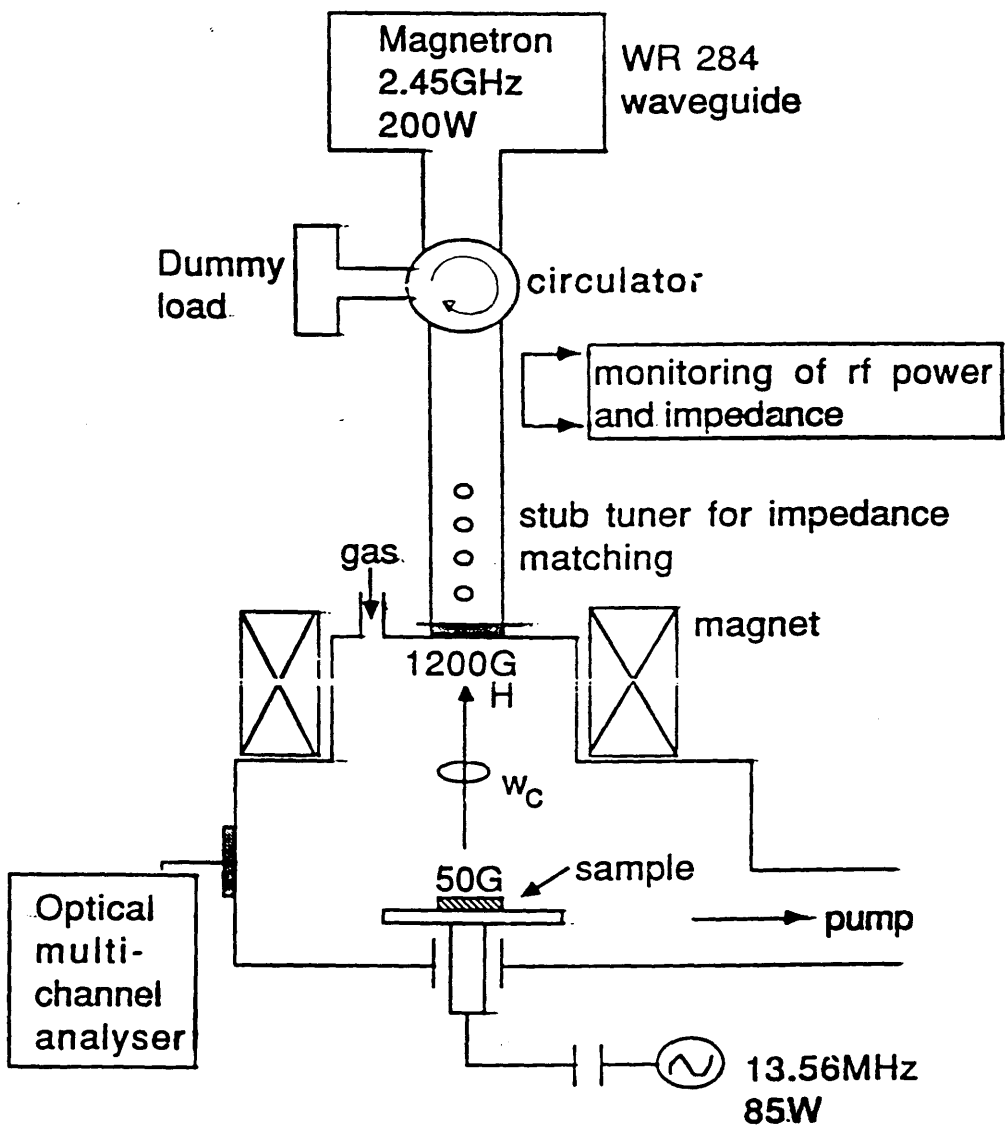 Magnetron
2.45GHz
200W
WR 284
waveguide
Dummy
load
circulator
monitoring of rf power
and impedance
stub tuner for impedance
matching
gas
magnet
1200G
H
wc
50G
sample
pump
Optical
multi-
channel
analyser
13.56MHz
85W